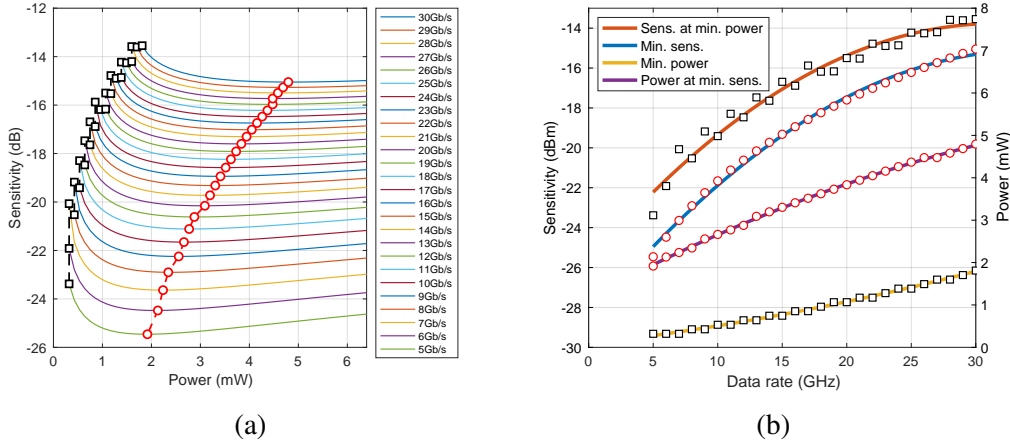 -12
-14
-16
-18
-20
-22
-24
-26
Sensitivity (dB)
0
1
2
3
4
5
6
Power (mW)
30Gb/s
29Gb/s
28Gb/s
27Gb/s
26Gb/s
25Gb/s
24Gb/s
23Gb/s
22Gb/s
21Gb/s
20Gb/s
19Gb/s
18Gb/s
17Gb/s
16Gb/s
15Gb/s
14Gb/s
13Gb/s
12Gb/s
11Gb/s
10Gb/s
9Gb/s
8Gb/s
7Gb/s
6Gb/s
5Gb/s
(a)
-14
-16
-18
-20
-22
-24
-26
-28
-30
Sensitivity (dBm)
Sens. at min. power
Min. sens.
Min. power
Power at min. sens.
0
5
10
15
20
25
30
Data rate (GHz)
8
7
6
5
4
3
2
1
0
Power (mW)
(b)